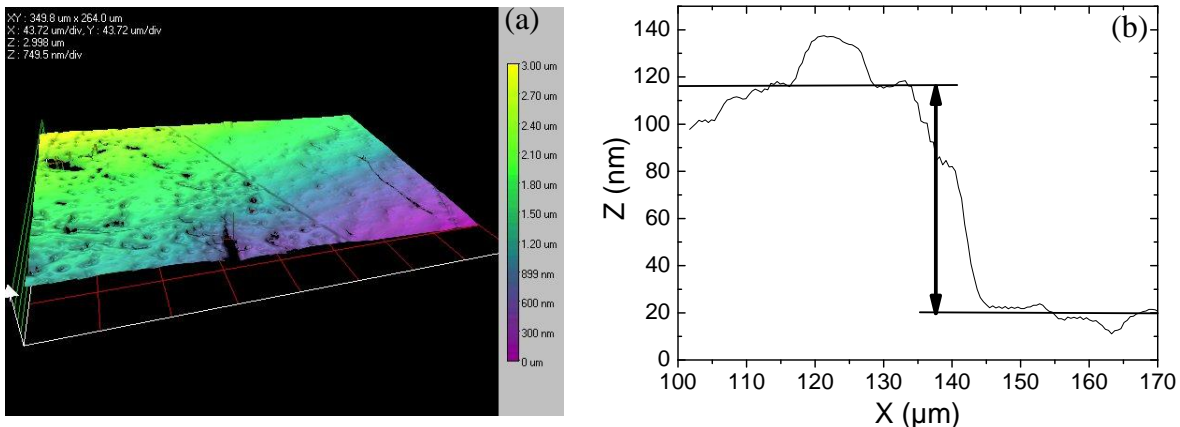 XY : 349.8 um x 264.0 um
X : 43.72 um/div, Y : 43.72 um/div
Z : 2.998 um
Z : 749.5 nm/div
(a)
3.00 um
2.70 um
2.40 um
2.10 um
1.80 um
1.50 um
1.20 um
899 nm
600 nm
300 nm
0 um
(b)
Z (nm)
140
120
100
80
60
40
20
0
100 110 120 130 140 150 160 170
X (µm)